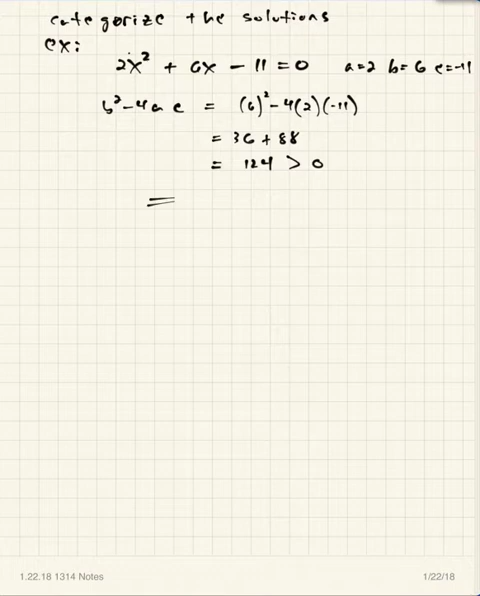 categorize the solutions
ex:
2x² + 6x - 11 = 0 a=2 b=6 c=-11
b²-4ac = (6)²-4(2)(-11)
= 36+88
= 124 > 0
=
1.22.18 1314 Notes 1/22/18